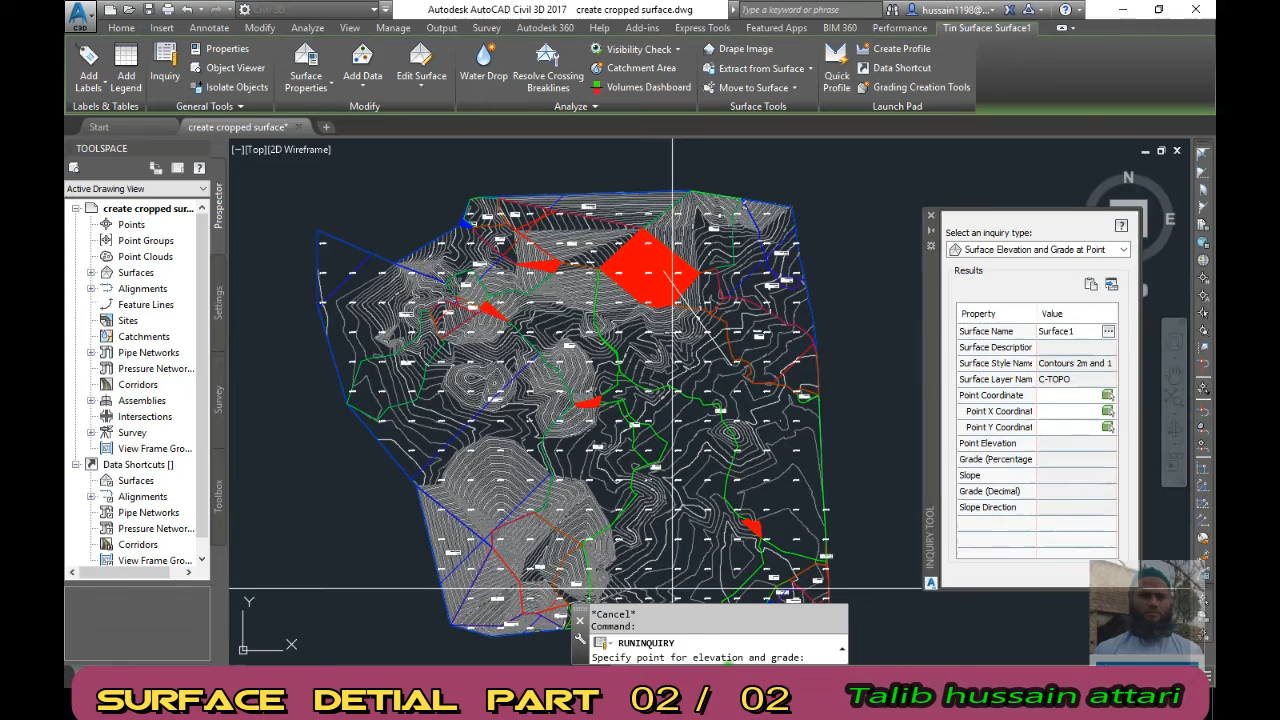 Civil 3D
Autodesk AutoCAD Civil 3D 2017 create cropped surface.dwg
Type a keyword or phrase
hussain1198@...
C3D
Home Insert Annotate Modify Analyze View Manage Output Survey Autodesk 360 Help Add-ins Express Tools Featured Apps BIM 360 Performance Tin Surface: Surface1
Add Labels
Add Legend
Inquiry
Properties
Object Viewer
Isolate Objects
Surface Properties
Add Data
Edit Surface
Water Drop
Resolve Crossing Breaklines
Visibility Check
Catchment Area
Volumes Dashboard
Drape Image
Extract from Surface
Move to Surface
Quick Profile
Create Profile
Data Shortcut
Grading Creation Tools
Labels & Tables General Tools Modify Analyze Surface Tools Launch Pad
Start create cropped surface*
TOOLSPACE
Active Drawing View
create cropped sur...
Points
Point Groups
Point Clouds
Surfaces
Alignments
Feature Lines
Sites
Catchments
Pipe Networks
Pressure Networ...
Corridors
Assemblies
Intersections
Survey
View Frame Gro...
Data Shortcuts []
Surfaces
Alignments
Pipe Networks
Pressure Networ...
Corridors
View Frame Gro...
Prospector
Settings
Survey
Toolbox
[−][Top][2D Wireframe]
N
E
Select an inquiry type:
Surface Elevation and Grade at Point
Results
Property Value
Surface Name Surface1
Surface Description
Surface Style Name Contours 2m and 1
Surface Layer Nam C-TOPO
Point Coordinate
Point X Coordinat
Point Y Coordinat
Point Elevation
Grade (Percentage
Slope
Grade (Decimal)
Slope Direction
INQUIRY TOOL
Y
X
*Cancel*
Command:
RUNINQUIRY
Specify point for elevation and grade:
SURFACE DETIAL PART 02 / 02
Talib hussain attari